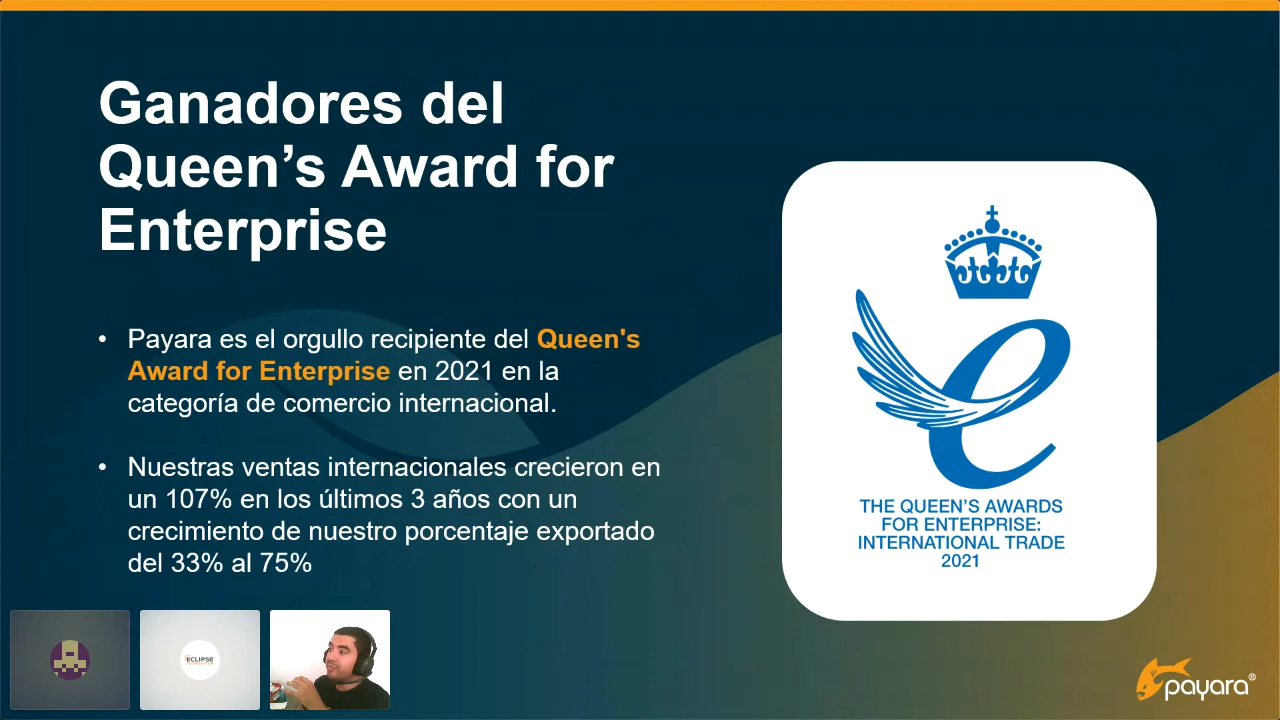 Ganadores del
Queen’s Award for
Enterprise
• Payara es el orgullo recipiente del Queen's
Award for Enterprise en 2021 en la
categoría de comercio internacional.
• Nuestras ventas internacionales crecieron en
un 107% en los últimos 3 años con un
crecimiento de nuestro porcentaje exportado
del 33% al 75%
e
THE QUEEN’S AWARDS
FOR ENTERPRISE:
INTERNATIONAL TRADE
2021
ECLIPSE
FOUNDATION
payara®